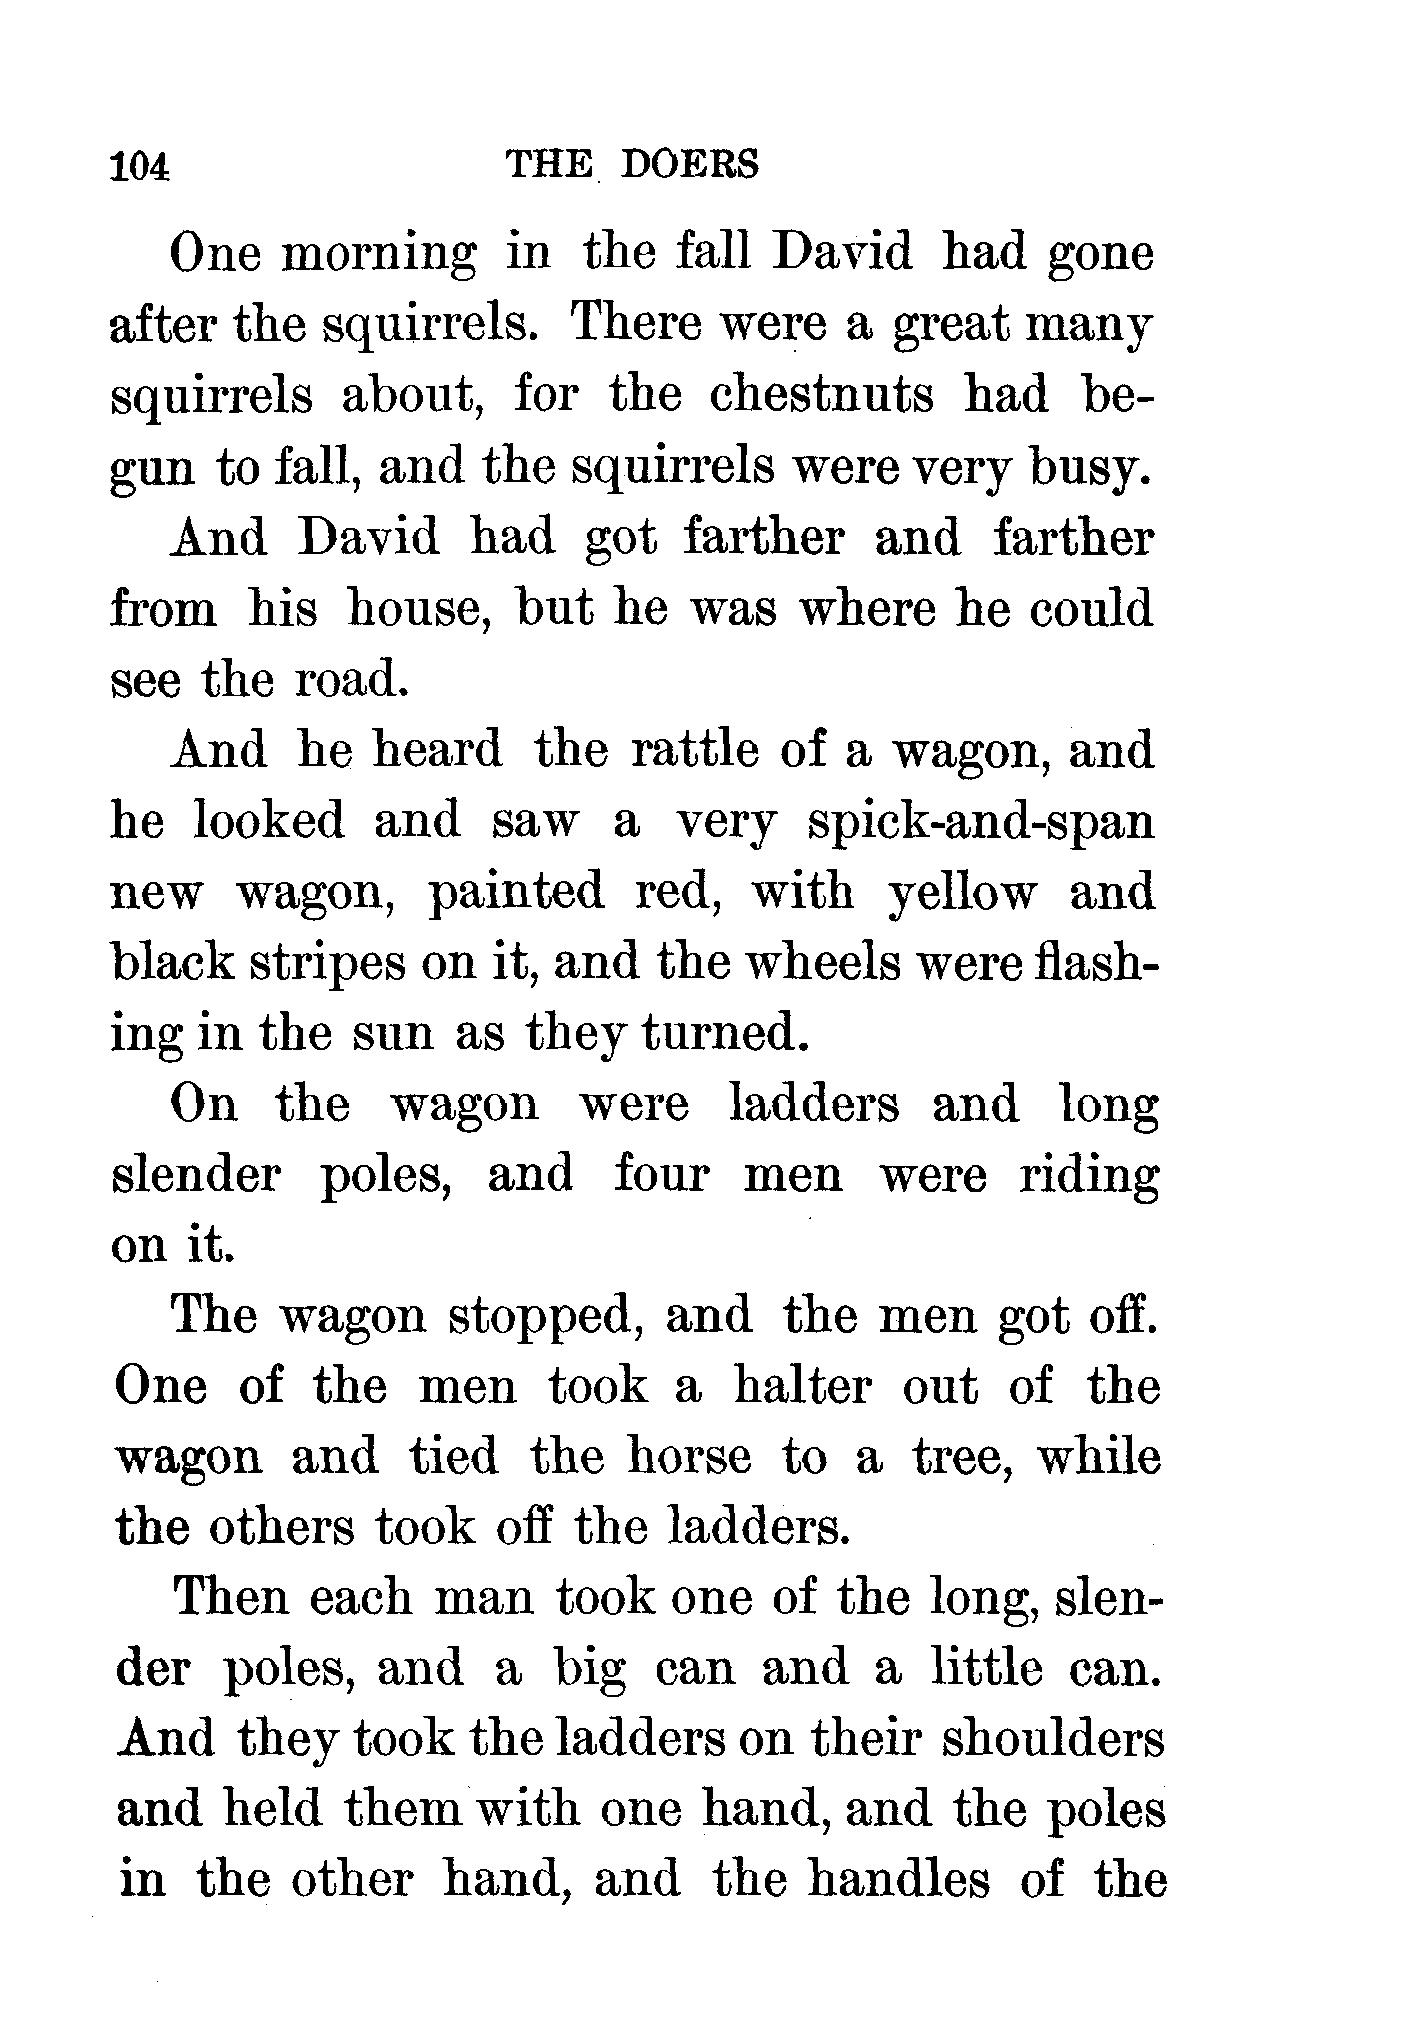 104 THE DOERS
One morning in the fall David had gone
after the squirrels. There were a great many
squirrels about, for the chestnuts had be-
gun to fall, and the squirrels were very busy.
And David had got farther and farther
from his house, but he was where he could
see the road.
And he heard the rattle of a wagon, and
he looked and saw a very spick-and-span
new wagon, painted red, with yellow and
black stripes on it, and the wheels were flash-
ing in the sun as they turned.
On the wagon were ladders and long
slender poles, and four men were riding
on it.
The wagon stopped, and the men got off.
One of the men took a halter out of the
wagon and tied the horse to a tree, while
the others took off the ladders.
Then each man took one of the long, slen-
der poles, and a big can and a little can.
And they took the ladders on their shoulders
and held them with one hand, and the poles
in the other hand, and the handles of the